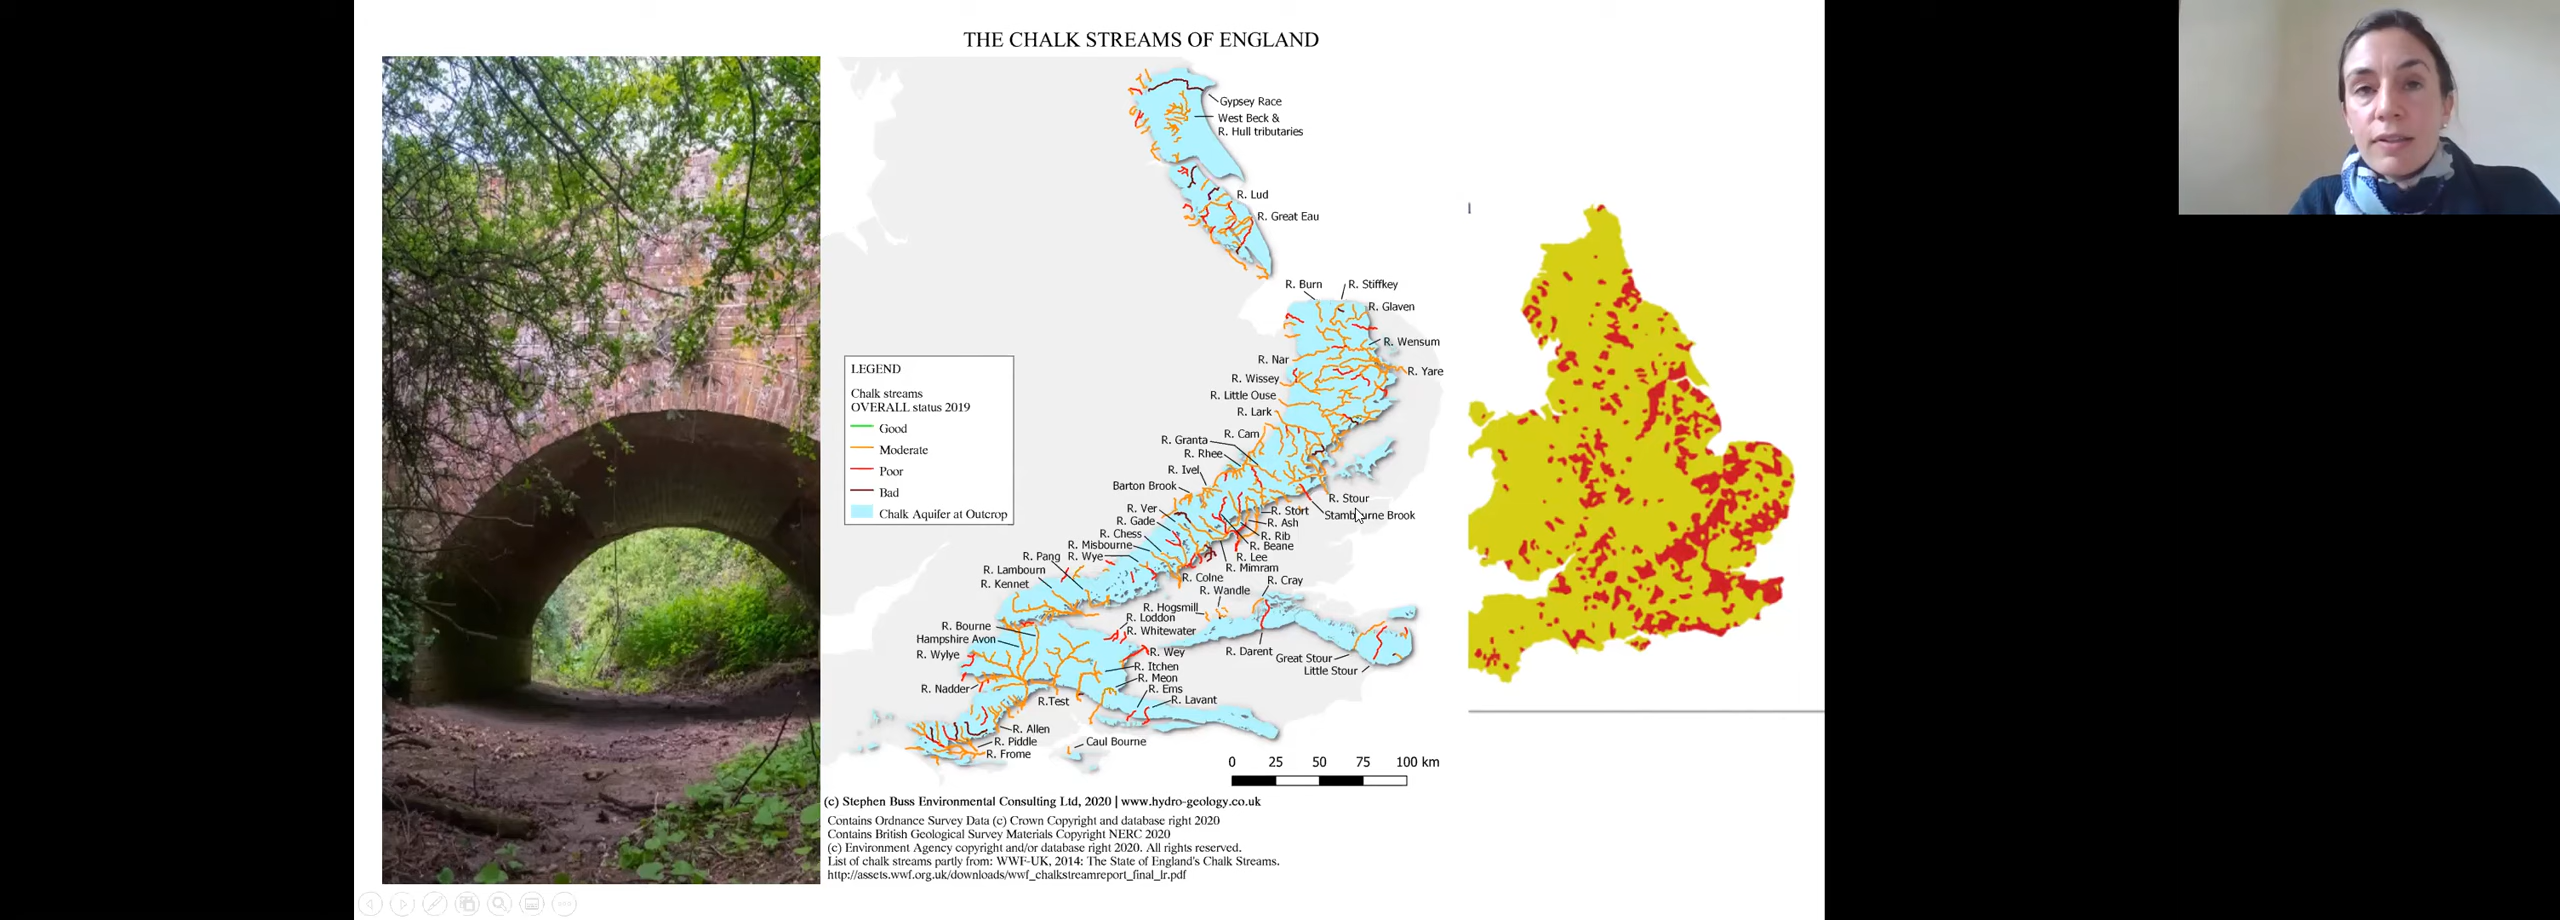 THE CHALK STREAMS OF ENGLAND
Gypsey Race
West Beck &
R. Hull tributaries
R. Lud
R. Great Eau
R. Burn
R. Stiffkey
R. Glaven
R. Wensum
R. Nar
R. Yare
R. Wissey
R. Little Ouse
R. Lark
R. Cam
R. Granta
R. Rhee
R. Ivel
Barton Brook
R. Stour
R. Ver
R. Stort
Stambourne Brook
R. Gade
R. Ash
R. Chess
R. Rib
R. Misbourne
R. Beane
R. Pang
R. Wye
R. Lee
R. Lambourn
R. Mimram
R. Kennet
R. Colne
R. Cray
R. Wandle
R. Hogsmill
R. Loddon
R. Bourne
R. Whitewater
Hampshire Avon
R. Wylye
R. Wey
R. Darent
Great Stour
R. Itchen
Little Stour
R. Meon
R. Nadder
R. Ems
R.Test
R. Lavant
R. Allen
R. Piddle
Caul Bourne
R. Frome
LEGEND
Chalk streams
OVERALL status 2019
Good
Moderate
Poor
Bad
Chalk Aquifer at Outcrop
0 25 50 75 100 km
(c) Stephen Buss Environmental Consulting Ltd, 2020 | www.hydro-geology.co.uk
Contains Ordnance Survey Data (c) Crown Copyright and database right 2020
Contains British Geological Survey Materials Copyright NERC 2020
(c) Environment Agency copyright and/or database right 2020. All rights reserved.
List of chalk streams partly from: WWF-UK, 2014: The State of England's Chalk Streams.
http://assets.wwf.org.uk/downloads/wwf_chalkstreamreport_final_lr.pdf